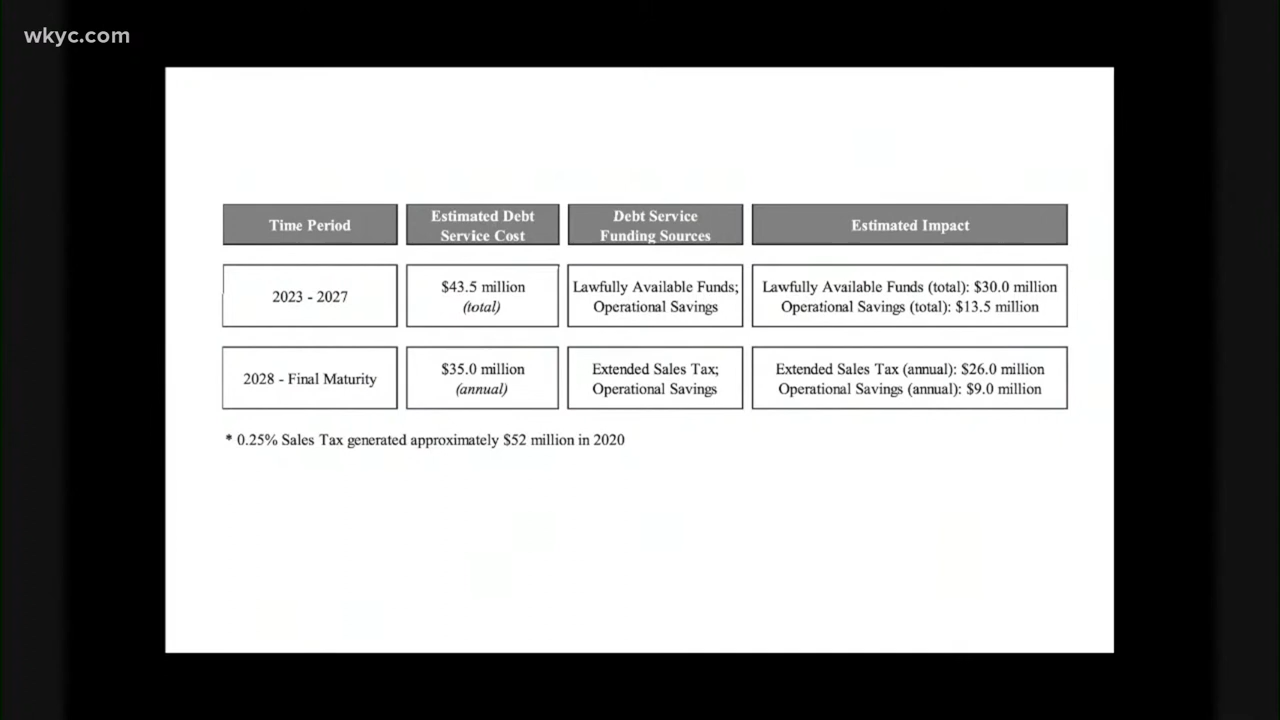 wkyc.com
Time Period
Estimated Debt
Service Cost
Debt Service
Funding Sources
Estimated Impact
2023 - 2027
$43.5 million
(total)
Lawfully Available Funds;
Operational Savings
Lawfully Available Funds (total): $30.0 million
Operational Savings (total): $13.5 million
2028 - Final Maturity
$35.0 million
(annual)
Extended Sales Tax;
Operational Savings
Extended Sales Tax (annual): $26.0 million
Operational Savings (annual): $9.0 million
* 0.25% Sales Tax generated approximately $52 million in 2020